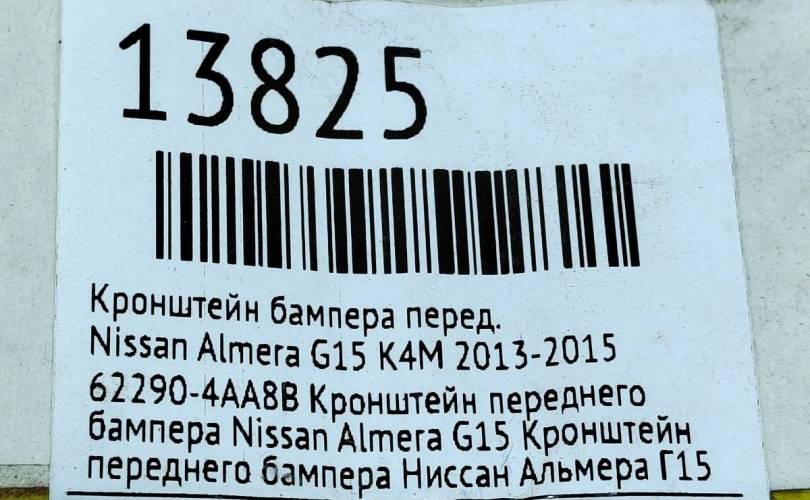 13825
Кронштейн бампера перед.
Nissan Almera G15 K4M 2013-2015
62290-4AA8B Кронштейн переднего
бампера Nissan Almera G15 Кронштейн
переднего бампера Ниссан Альмера Г15